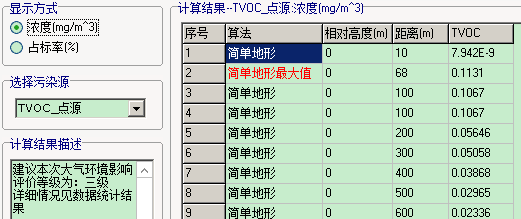 显示方式
浓度(mg/m^3)
占标率(%)
选择污染源
TVOC_点源
计算结果描述
建议本次大气环境影响
评价等级为：三级
详细情况见数据统计结
果
计算结果--TVOC_点源:浓度(mg/m^3)
序号 算法 相对高度(m) 距离(m) TVOC
1 简单地形 0 10 7.942E-9
2 简单地形最大值 0 68 0.1131
3 简单地形 0 100 0.1067
4 简单地形 0 100 0.1067
5 简单地形 0 200 0.05646
6 简单地形 0 300 0.05058
7 简单地形 0 400 0.03868
8 简单地形 0 500 0.02965
9 简单地形 0 600 0.02336